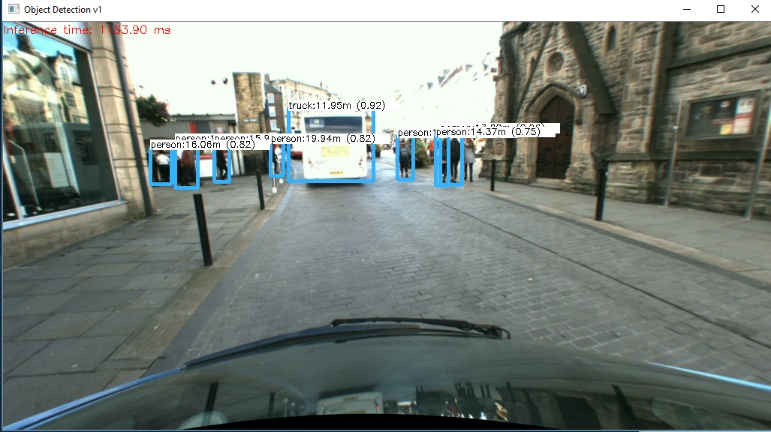 Object Detection v1
Inference time: 1183.90 ms
truck:11.95m (0.92)
person:19.94m (0.82)
person:16.06m (0.82)
person:14.37m (0.75)